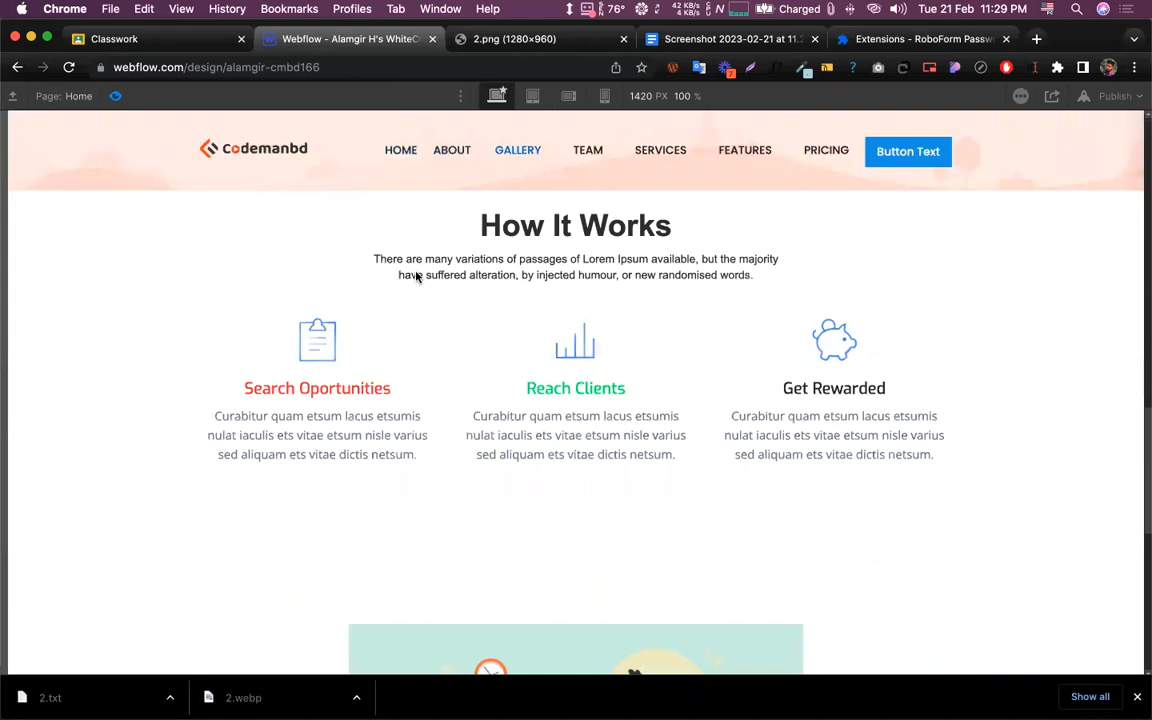 Chrome File Edit View History Bookmarks Profiles Tab Window Help 76° 42 KB/s 4 KB/s N Charged Tue 21 Feb 11:29 PM
Classwork Webflow - Alamgir H's WhiteC 2.png (1280×960) Screenshot 2023-02-21 at 11.2 Extensions - RoboForm Passw
webflow.com/design/alamgir-cmbd166
Page: Home 1420 PX 100 % Publish
codemanbd HOME ABOUT GALLERY TEAM SERVICES FEATURES PRICING Button Text
How It Works
There are many variations of passages of Lorem Ipsum available, but the majority
have suffered alteration, by injected humour, or new randomised words.
Search Oportunities
Curabitur quam etsum lacus etsumis
nulat iaculis ets vitae etsum nisle varius
sed aliquam ets vitae dictis netsum.
Reach Clients
Curabitur quam etsum lacus etsumis
nulat iaculis ets vitae etsum nisle varius
sed aliquam ets vitae dictis netsum.
Get Rewarded
Curabitur quam etsum lacus etsumis
nulat iaculis ets vitae etsum nisle varius
sed aliquam ets vitae dictis netsum.
2.txt 2.webp Show all